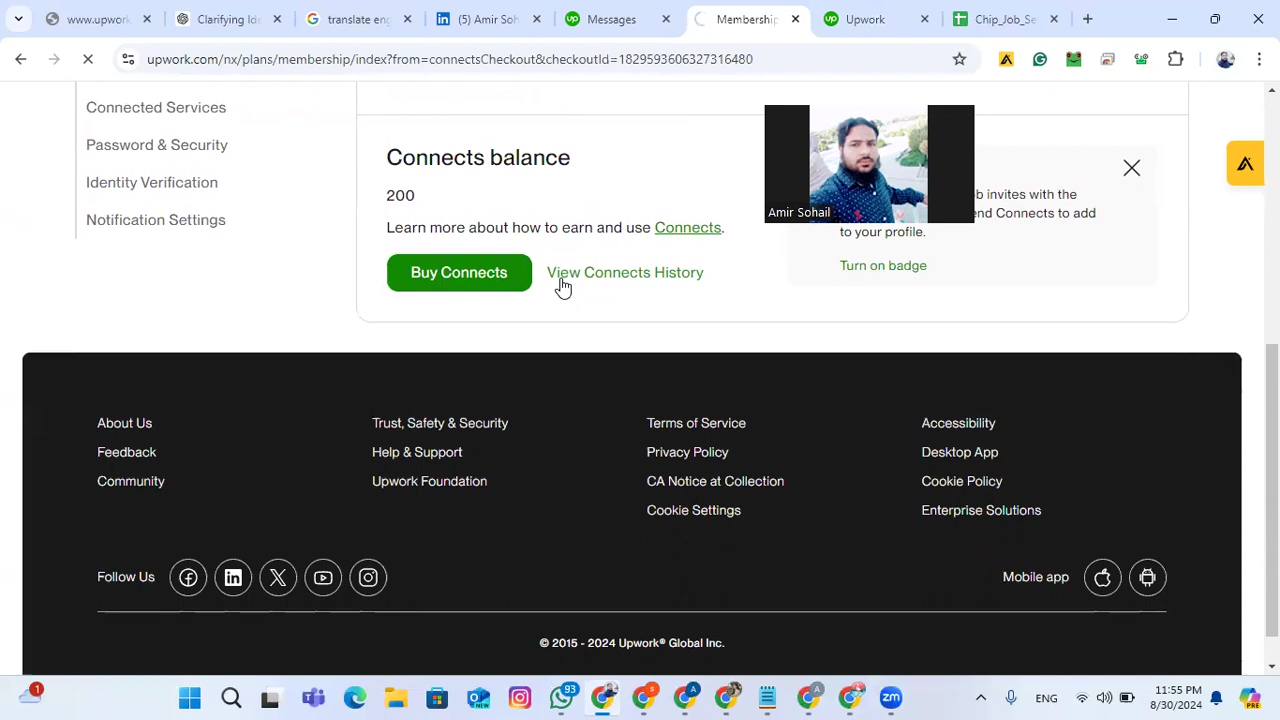 www.upwork
Clarifying Id
translate eng
(5) Amir Soh
Messages
Membership
Upwork
Chip_Job_Se
upwork.com/nx/plans/membership/index?from=connectsCheckout&checkoutId=1829593606327316480
Connected Services
Password & Security
Identity Verification
Notification Settings
Connects balance
200
Learn more about how to earn and use Connects.
Buy Connects
View Connects History
Amir Sohail
b invites with the
end Connects to add
to your profile.
Turn on badge
About Us
Trust, Safety & Security
Terms of Service
Accessibility
Feedback
Help & Support
Privacy Policy
Desktop App
Community
Upwork Foundation
CA Notice at Collection
Cookie Policy
Cookie Settings
Enterprise Solutions
Follow Us
Mobile app
© 2015 - 2024 Upwork® Global Inc.
1
93
zm
ENG
11:55 PM
8/30/2024